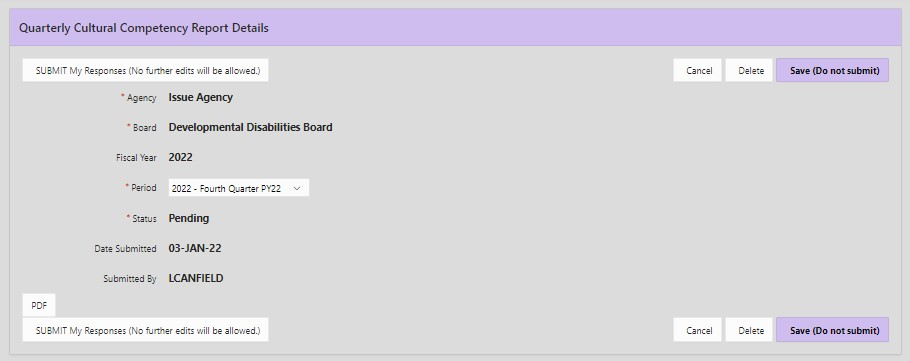 Quarterly Cultural Competency Report Details
SUBMIT My Responses (No further edits will be allowed.) Cancel Delete Save (Do not submit)
* Agency Issue Agency
* Board Developmental Disabilities Board
Fiscal Year 2022
* Period 2022 - Fourth Quarter PY22
* Status Pending
Date Submitted 03-JAN-22
Submitted By LCANFIELD
PDF
SUBMIT My Responses (No further edits will be allowed.) Cancel Delete Save (Do not submit)